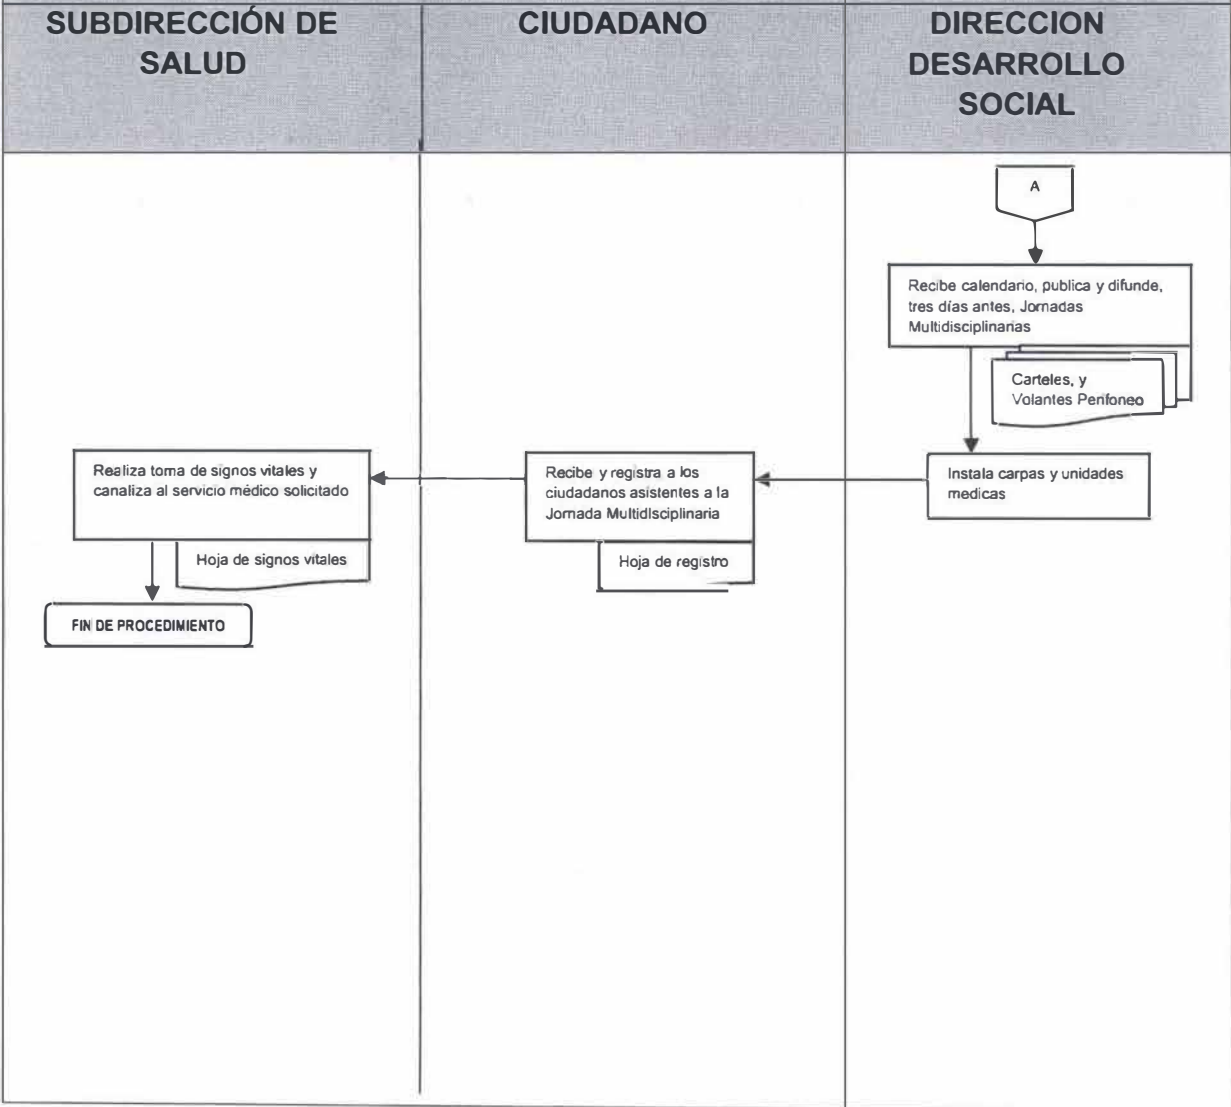 SUBDIRECCIÓN DE
SALUD
CIUDADANO
DIRECCION
DESARROLLO
SOCIAL
A
Recibe calendario, publica y difunde,
tres días antes, Jornadas
Multidisciplinarias
Carteles, y
Volantes Perifoneo
Instala carpas y unidades
medicas
Recibe y registra a los
ciudadanos asistentes a la
Jornada Multidisciplinaria
Hoja de registro
Realiza toma de signos vitales y
canaliza al servicio médico solicitado
Hoja de signos vitales
FIN DE PROCEDIMIENTO